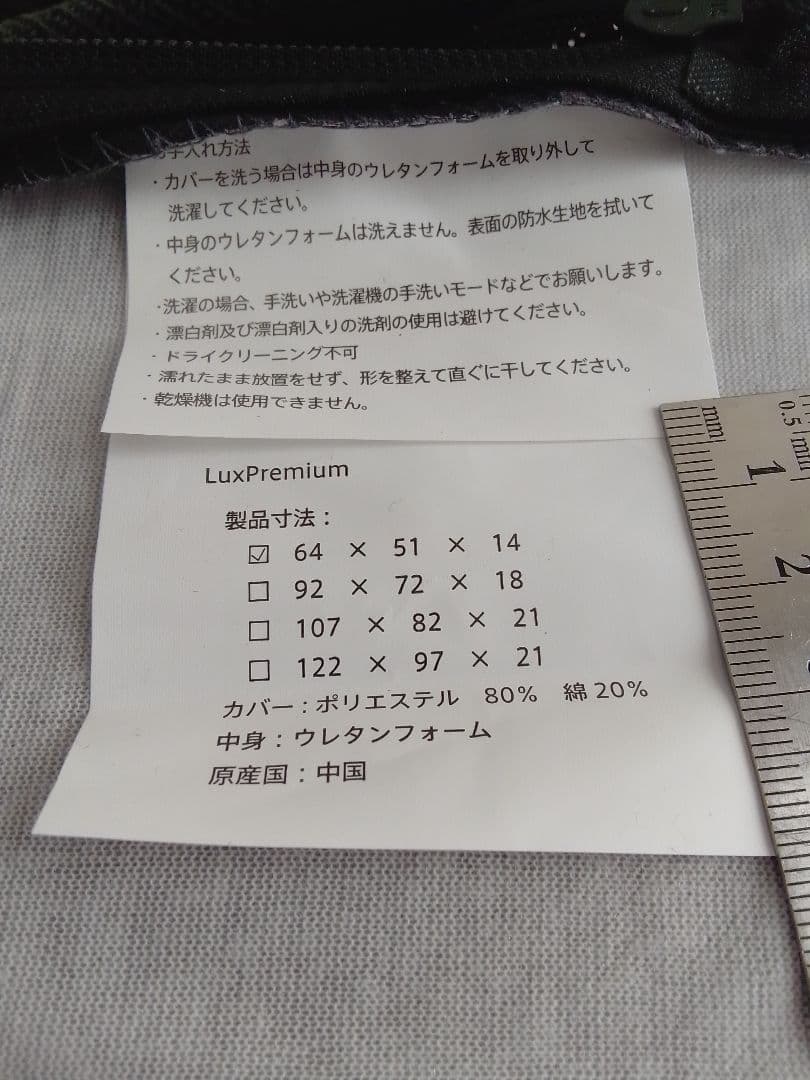 お手入れ方法
・カバーを洗う場合は中身のウレタンフォームを取り外して
洗濯してください。
・中身のウレタンフォームは洗えません。表面の防水生地を拭いて
ください。
・洗濯の場合、手洗いや洗濯機の手洗いモードなどでお願いします。
・漂白剤及び漂白剤入りの洗剤の使用は避けてください。
・ドライクリーニング不可
・濡れたまま放置をせず、形を整えて直ぐに干してください。
・乾燥機は使用できません。
LuxPremium
製品寸法：
☑ 64 × 51 × 14
☐ 92 × 72 × 18
☐ 107 × 82 × 21
☐ 122 × 97 × 21
カバー：ポリエステル 80% 綿 20%
中身：ウレタンフォーム
原産国：中国
mm
0.5 mm
1
2